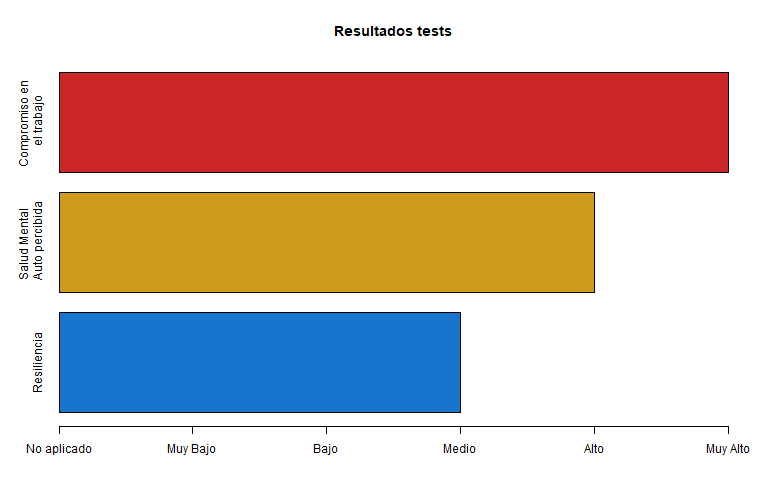 Resultados tests
Compromiso en
el trabajo
Salud Mental
Auto percibida
Resiliencia
No aplicado
Muy Bajo
Bajo
Medio
Alto
Muy Alto